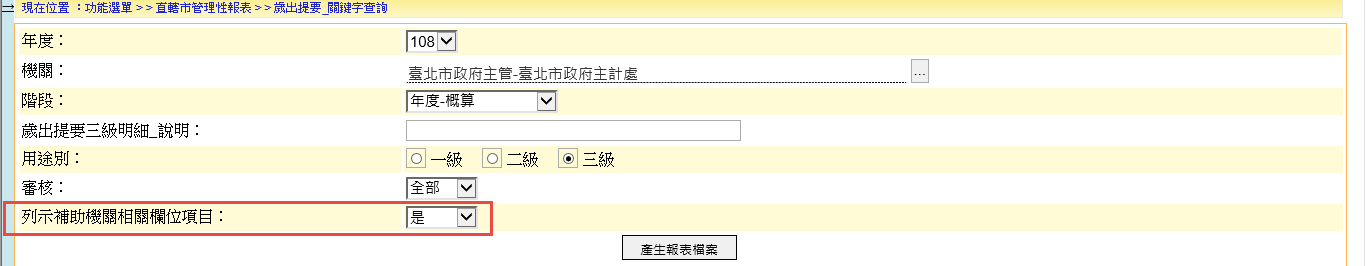 現在位置：功能選單 > > 直轄市管理性報表 > > 歲出提要_關鍵字查詢
年度： 108
機關： 臺北市政府主管-臺北市政府主計處 ...
階段： 年度-概算
歲出提要三級明細_說明：
用途別： 一級 二級 三級
審核： 全部
列示補助機關相關欄位項目： 是
產生報表檔案